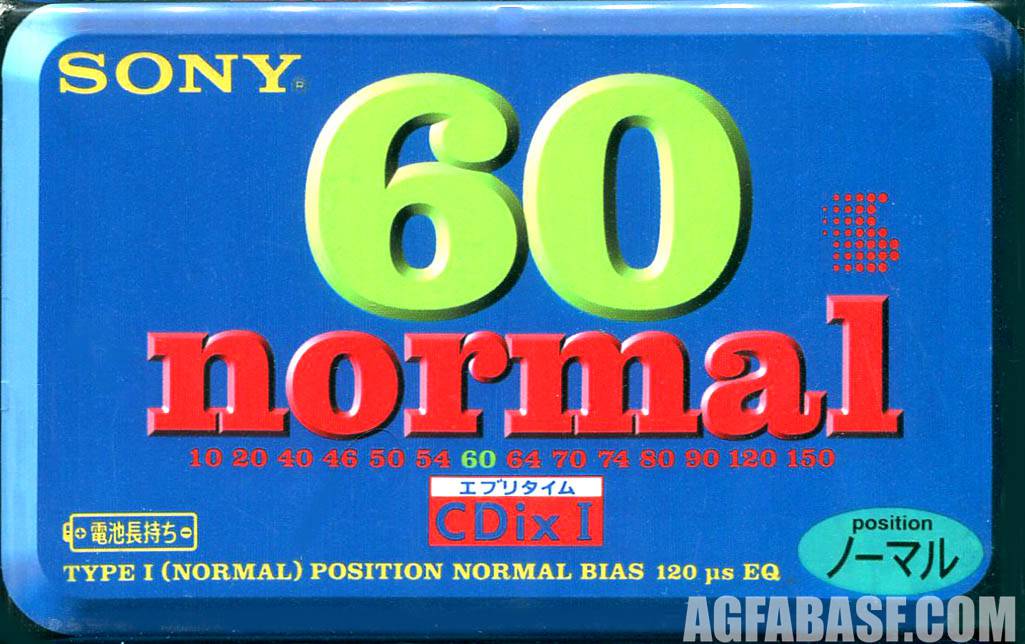 SONY®
60
normal
10 20 40 46 50 54 60 64 70 74 80 90 120 150
エブリタイム
CDix I
+ 電池長持ち -
position
ノーマル
TYPE I (NORMAL) POSITION NORMAL BIAS 120 µs EQ
AGFABASF.COM